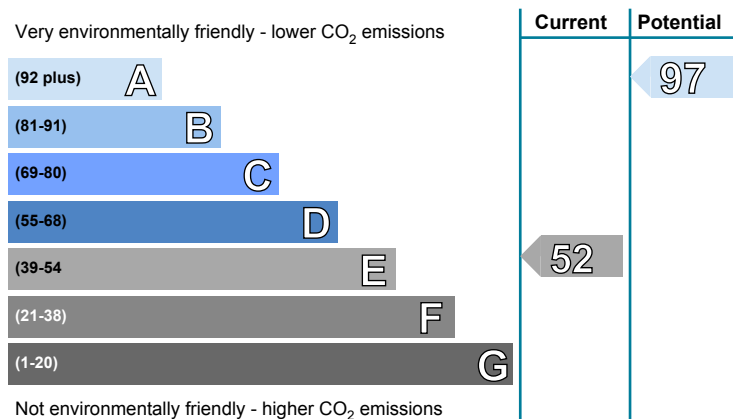 Current Potential
Very environmentally friendly - lower CO₂ emissions
(92 plus) A 97
(81-91) B
(69-80) C
(55-68) D
(39-54 E 52
(21-38) F
(1-20) G
Not environmentally friendly - higher CO₂ emissions